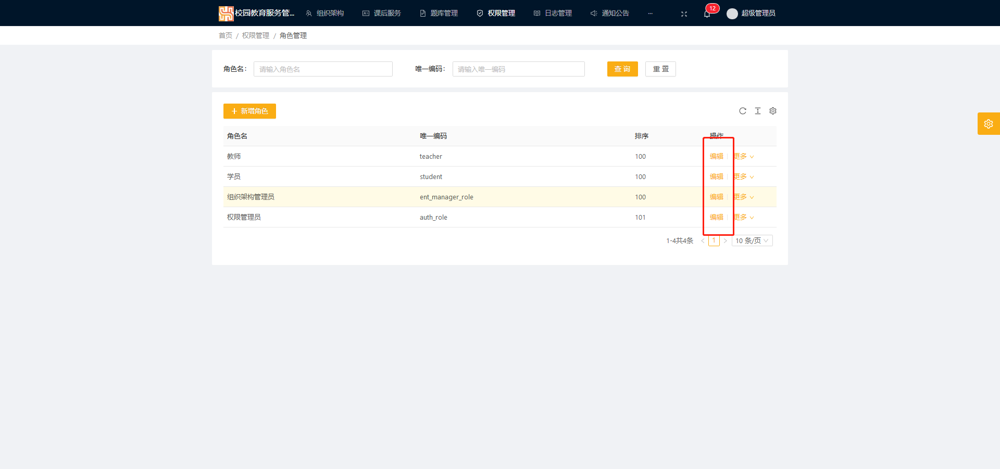 校园教育服务管... 组织架构 课后服务 题库管理 权限管理 日志管理 通知公告 ... 12 超级管理员
首页 / 权限管理 / 角色管理
角色名： 请输入角色名 唯一编码： 请输入唯一编码 查 询 重 置
新增角色
角色名 唯一编码 排序 操作
教师 teacher 100 编辑 更多
学员 student 100 编辑 更多
组织架构管理员 ent_manager_role 100 编辑 更多
权限管理员 auth_role 101 编辑 更多
1-4共4条 < 1 > 10 条/页